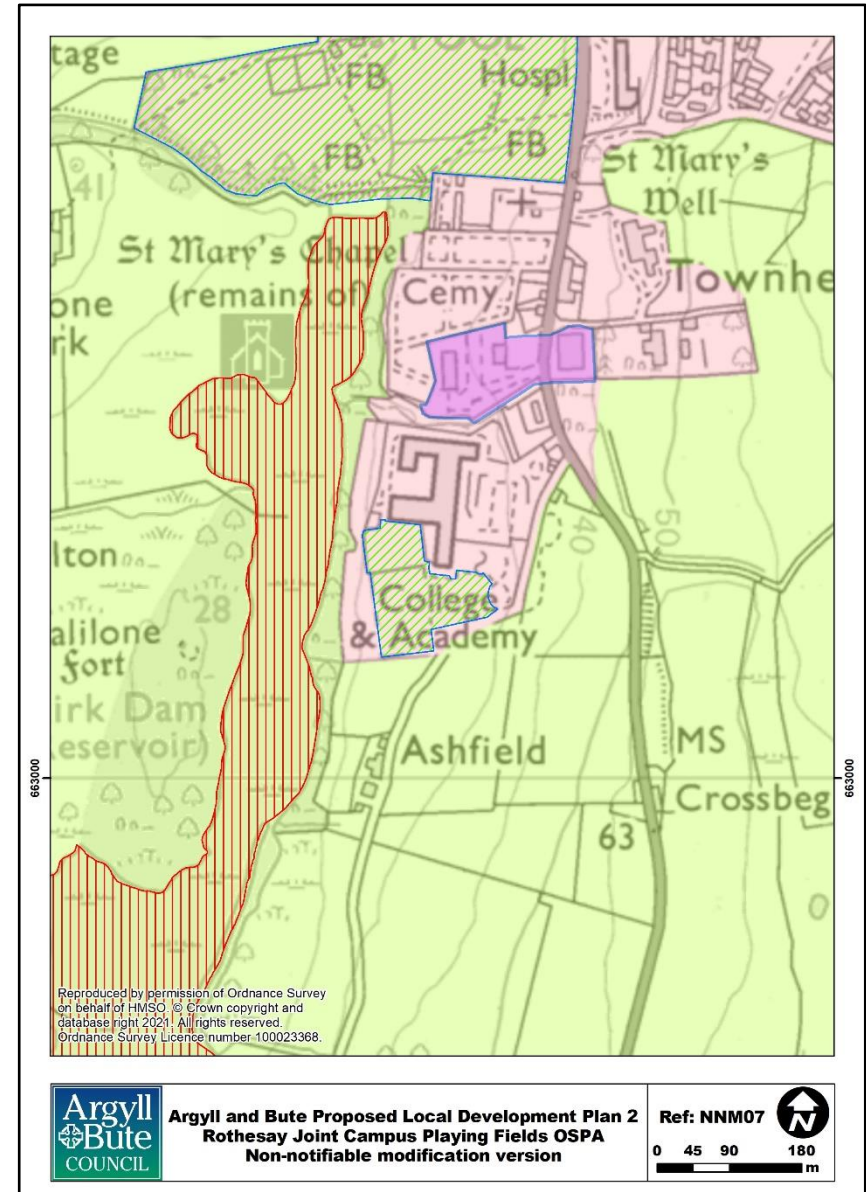 tage
FB
Hospl
FB
FB
41
St Mary's
Well
St Mary's Chapel
(remains of)
Cemy
Townhe
one
rk
40
50
lton
28
alilone
fort
irk Dam
eservoir)
College
& Academy
Ashfield
MS
Crossbeg
63
663000
663000
Reproduced by permission of Ordnance Survey
on behalf of HMSO. © Crown copyright and
database right 2021. All rights reserved.
Ordnance Survey Licence number 100023368.
Argyll
&Bute
COUNCIL
Argyll and Bute Proposed Local Development Plan 2
Rothesay Joint Campus Playing Fields OSPA
Non-notifiable modification version
Ref: NNM07
N
0 45 90 180
m